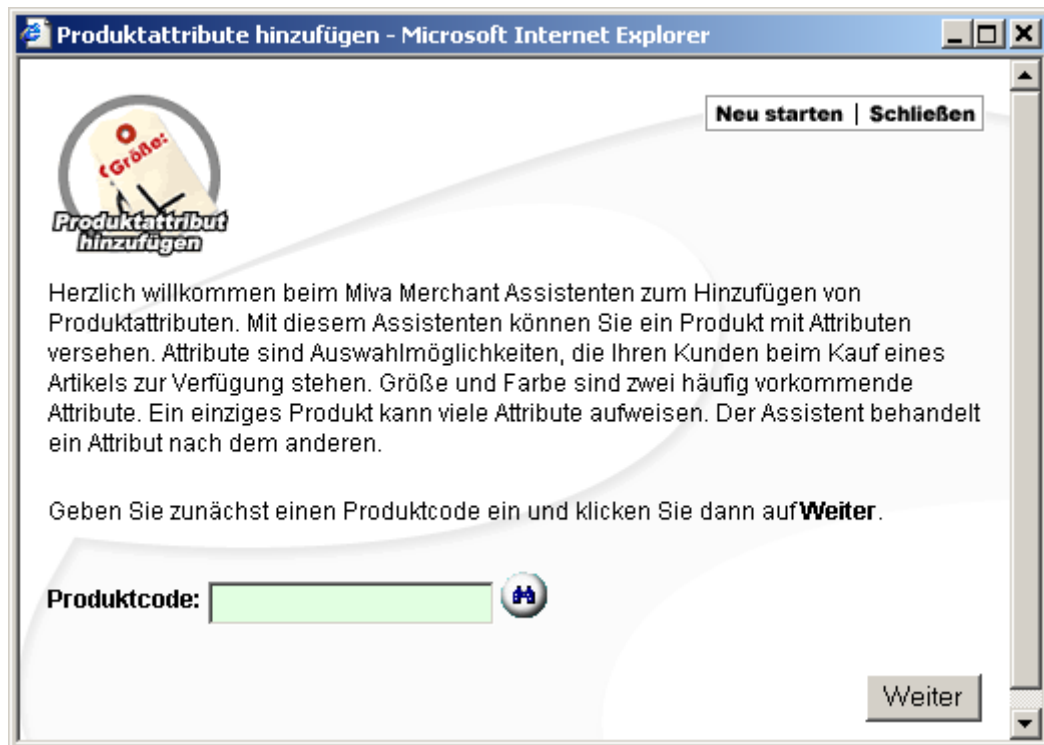 Produktattribute hinzufügen - Microsoft Internet Explorer
Neu starten | Schließen
Größe:
Produktattribut
hinzufügen
Herzlich willkommen beim Miva Merchant Assistenten zum Hinzufügen von
Produktattributen. Mit diesem Assistenten können Sie ein Produkt mit Attributen
versehen. Attribute sind Auswahlmöglichkeiten, die Ihren Kunden beim Kauf eines
Artikels zur Verfügung stehen. Größe und Farbe sind zwei häufig vorkommende
Attribute. Ein einziges Produkt kann viele Attribute aufweisen. Der Assistent behandelt
ein Attribut nach dem anderen.
Geben Sie zunächst einen Produktcode ein und klicken Sie dann auf Weiter.
Produktcode:
Weiter